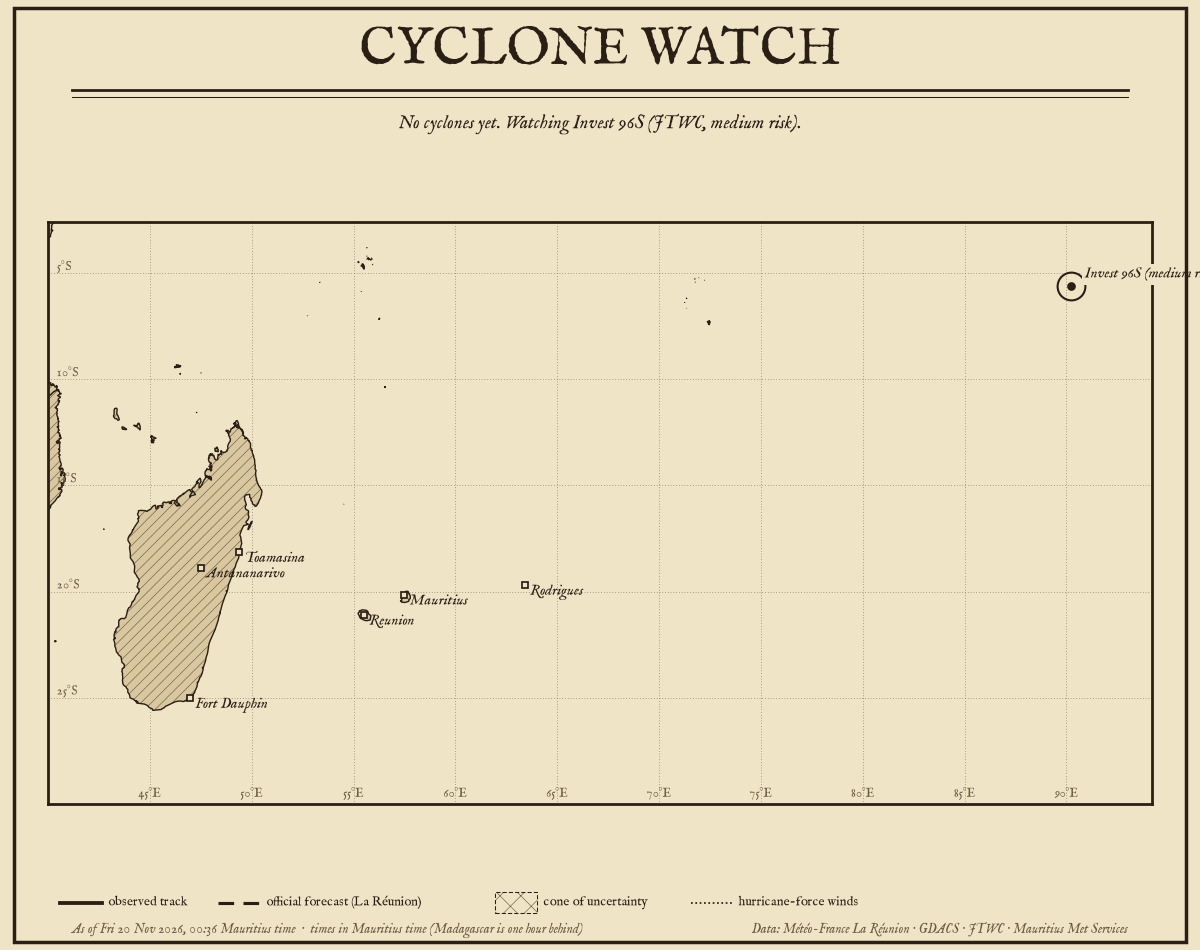 CYCLONE WATCH
No cyclones yet. Watching Invest 96S (JTWC, medium risk).
5°S
Invest 96S (medium r
10°S
°S
Toamasina
Antananarivo
20°S
Rodrigues
Mauritius
Reunion
25°S
Fort Dauphin
45°E 50°E 55°E 60°E 65°E 70°E 75°E 80°E 85°E 90°E
observed track official forecast (La Réunion) cone of uncertainty hurricane-force winds
As of Fri 20 Nov 2026, 00:36 Mauritius time · times in Mauritius time (Madagascar is one hour behind) Data: Météo-France La Réunion · GDACS · JTWC · Mauritius Met Services